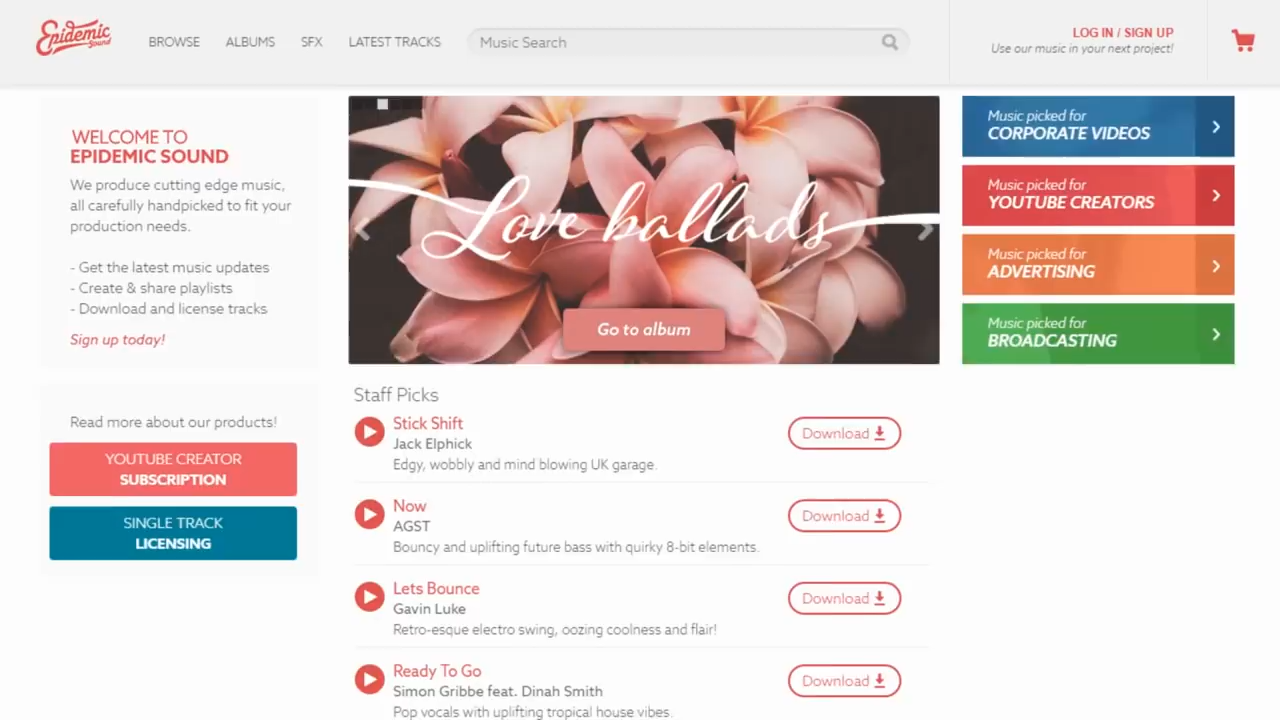 Epidemic
Sound
BROWSE
ALBUMS
SFX
LATEST TRACKS
Music Search
LOG IN / SIGN UP
Use our music in your next project!
WELCOME TO
EPIDEMIC SOUND
We produce cutting edge music,
all carefully handpicked to fit your
production needs.
- Get the latest music updates
- Create & share playlists
- Download and license tracks
Sign up today!
Read more about our products!
YOUTUBE CREATOR
SUBSCRIPTION
SINGLE TRACK
LICENSING
Love ballads
Go to album
Staff Picks
Stick Shift
Jack Elphick
Edgy, wobbly and mind blowing UK garage.
Download
Now
AGST
Bouncy and uplifting future bass with quirky 8-bit elements.
Download
Lets Bounce
Gavin Luke
Retro-esque electro swing, oozing coolness and flair!
Download
Ready To Go
Simon Gribbe feat. Dinah Smith
Pop vocals with uplifting tropical house vibes.
Download
Music picked for
CORPORATE VIDEOS
Music picked for
YOUTUBE CREATORS
Music picked for
ADVERTISING
Music picked for
BROADCASTING